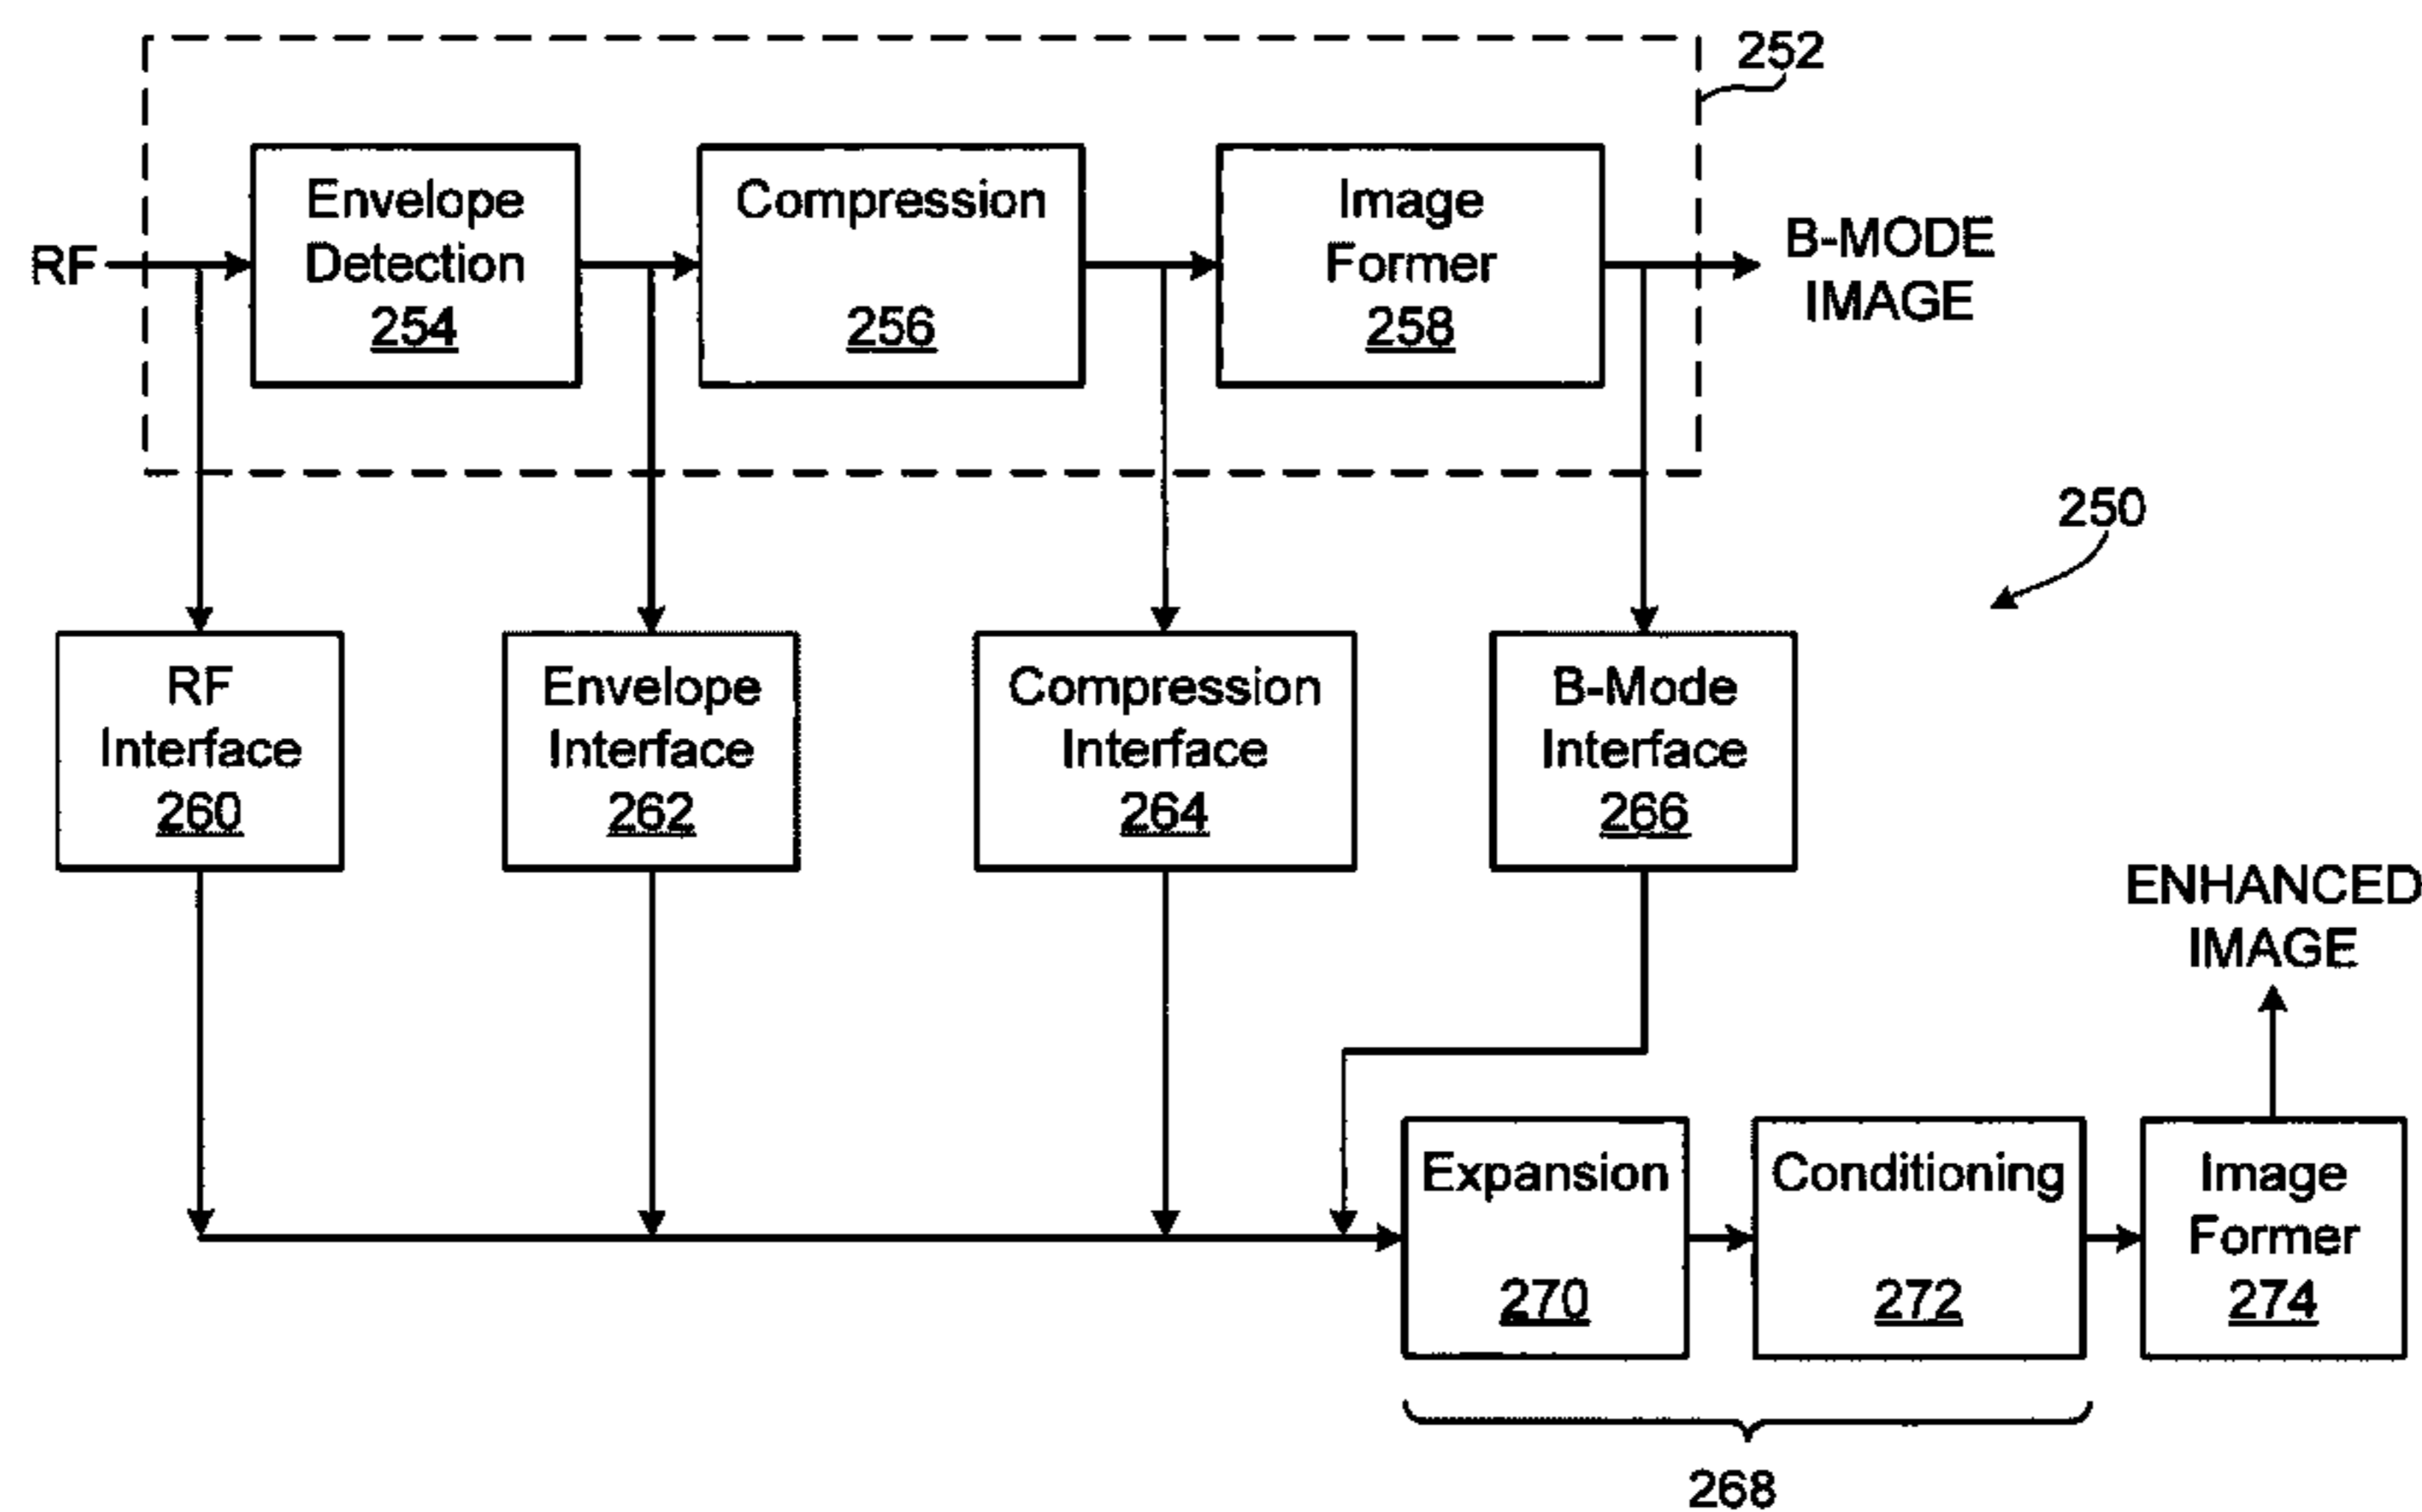 252
Envelope
Detection
254
Compression
256
Image
Former
258
RF
B-MODE
IMAGE
250
RF
Interface
260
Envelope
Interface
262
Compression
Interface
264
B-Mode
Interface
266
ENHANCED
IMAGE
Expansion
270
Conditioning
272
Image
Former
274
268